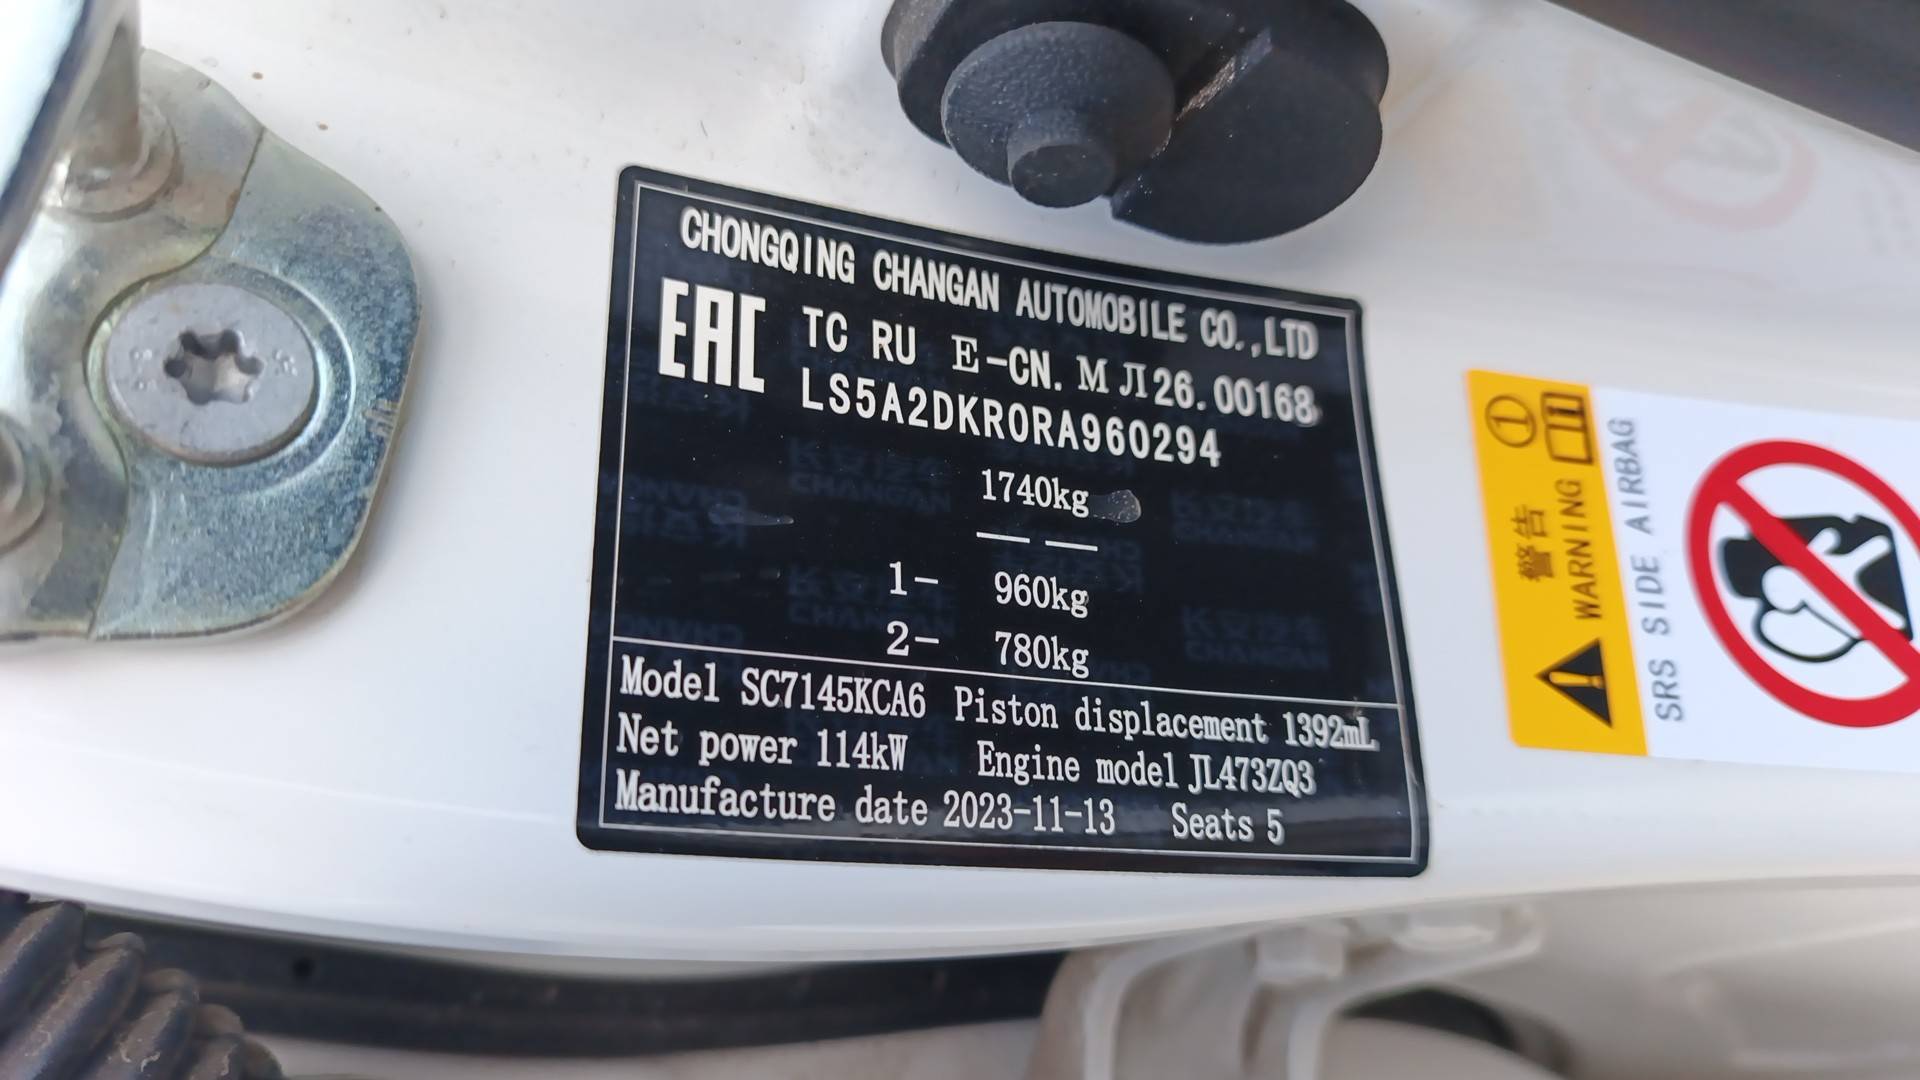 CHONGQING CHANGAN AUTOMOBILE CO.,LTD
EAC TC RU E-CN.МЛ26.00168
LS5A2DKR0RA960294
1740kg
— —
1- 960kg
2- 780kg
Model SC7145KCA6 Piston displacement 1392mL
Net power 114kW Engine model JL473ZQ3
Manufacture date 2023-11-13 Seats 5
警告
WARNING
SRS SIDE AIRBAG